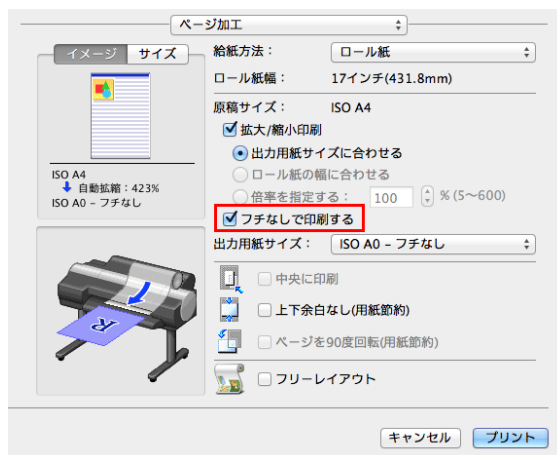 ページ加工
イメージ サイズ
給紙方法： ロール紙
ロール紙幅： 17インチ(431.8mm)
原稿サイズ： ISO A4
拡大/縮小印刷
出力用紙サイズに合わせる
ロール紙の幅に合わせる
倍率を指定する： 100 % (5～600)
ISO A4
自動拡縮：423%
ISO A0 – フチなし
フチなしで印刷する
出力用紙サイズ： ISO A0 – フチなし
中央に印刷
上下余白なし(用紙節約)
ページを90度回転(用紙節約)
フリーレイアウト
R
キャンセル プリント